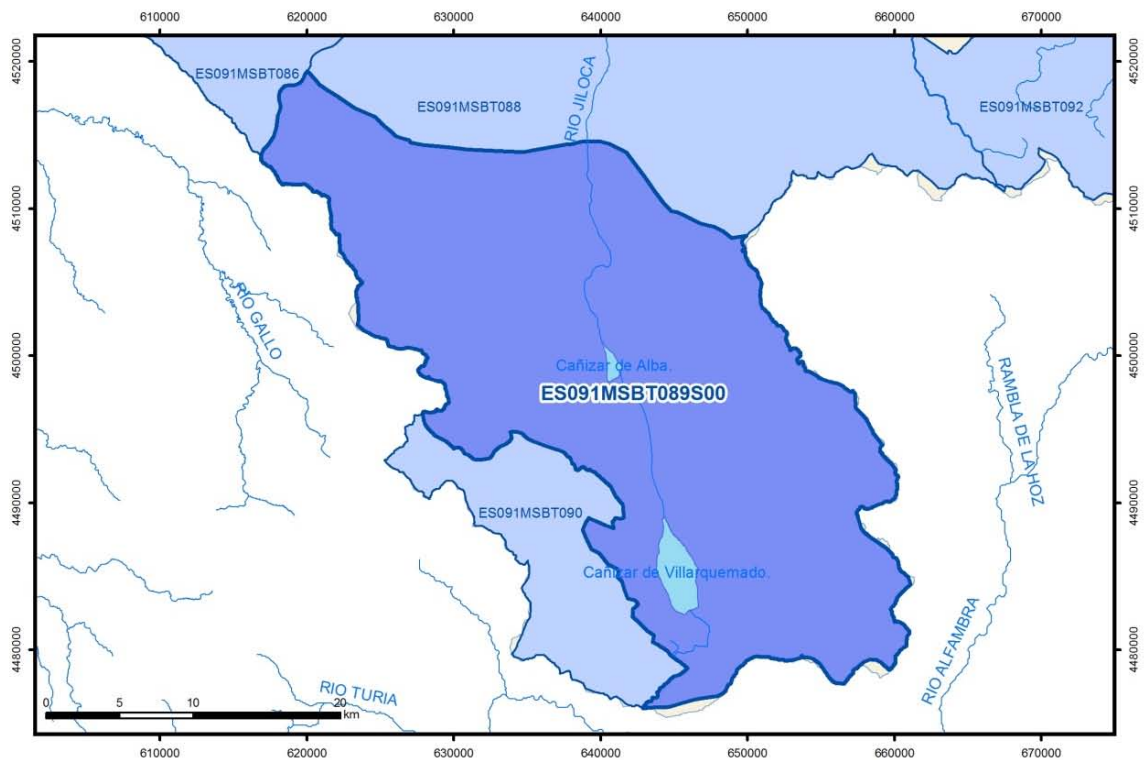 610000 620000 630000 640000 650000 660000 670000
4520000 4520000
ES091MSBT086
ES091MSBT088
RIO JILOCA
ES091MSBT092
4510000 4510000
RIO GALLO
4500000 4500000
Cañizar de Alba.
ES091MSBT089S00
RAMBLA DE LA HOZ
4490000 4490000
ES091MSBT090
Cañizar de Villarquemado.
4480000 4480000
RIO ALFAMBRA
RIO TURIA
0 5 10 20
km
610000 620000 630000 640000 650000 660000 670000